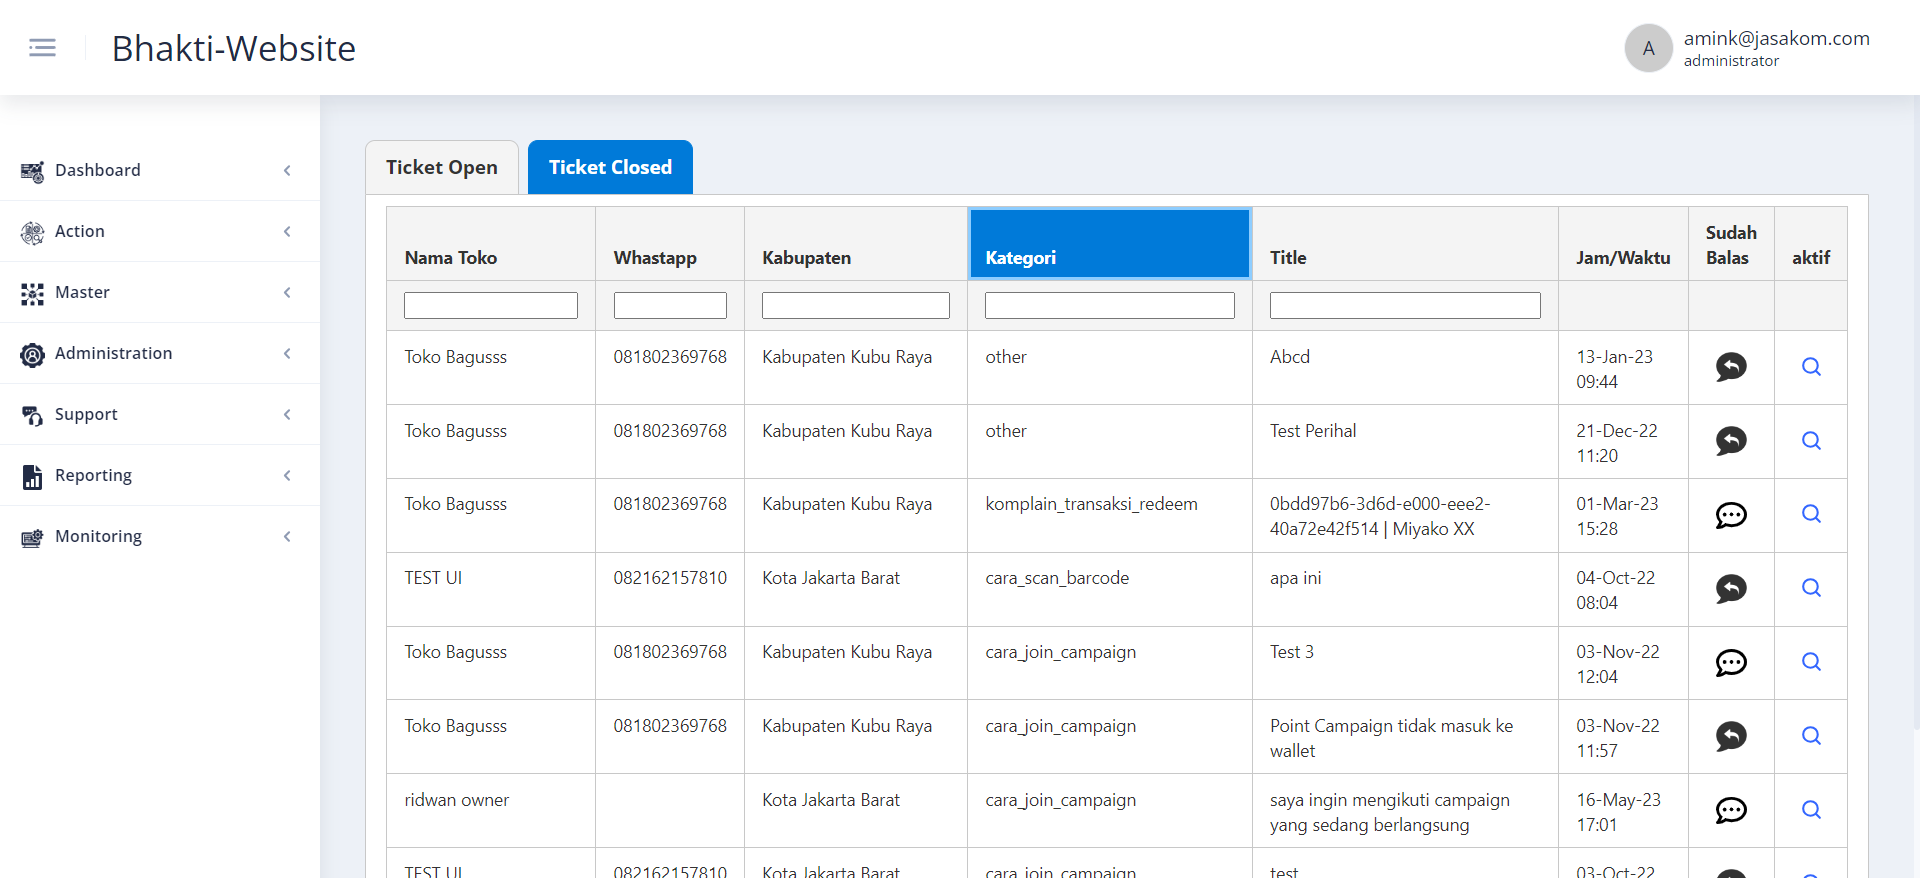 Bhakti-Website
A
amink@jasakom.com
administrator
Dashboard
Action
Master
Administration
Support
Reporting
Monitoring
Ticket Open
Ticket Closed
Nama Toko Whastapp Kabupaten Kategori Title Jam/Waktu Sudah Balas aktif
Toko Bagusss 081802369768 Kabupaten Kubu Raya other Abcd 13-Jan-23 09:44
Toko Bagusss 081802369768 Kabupaten Kubu Raya other Test Perihal 21-Dec-22 11:20
Toko Bagusss 081802369768 Kabupaten Kubu Raya komplain_transaksi_redeem 0bdd97b6-3d6d-e000-eee2-40a72e42f514 | Miyako XX 01-Mar-23 15:28
TEST UI 082162157810 Kota Jakarta Barat cara_scan_barcode apa ini 04-Oct-22 08:04
Toko Bagusss 081802369768 Kabupaten Kubu Raya cara_join_campaign Test 3 03-Nov-22 12:04
Toko Bagusss 081802369768 Kabupaten Kubu Raya cara_join_campaign Point Campaign tidak masuk ke wallet 03-Nov-22 11:57
ridwan owner Kota Jakarta Barat cara_join_campaign saya ingin mengikuti campaign yang sedang berlangsung 16-May-23 17:01
TEST UI 082162157810 Kota Jakarta Barat cara_join_campaign test 03-Oct-22